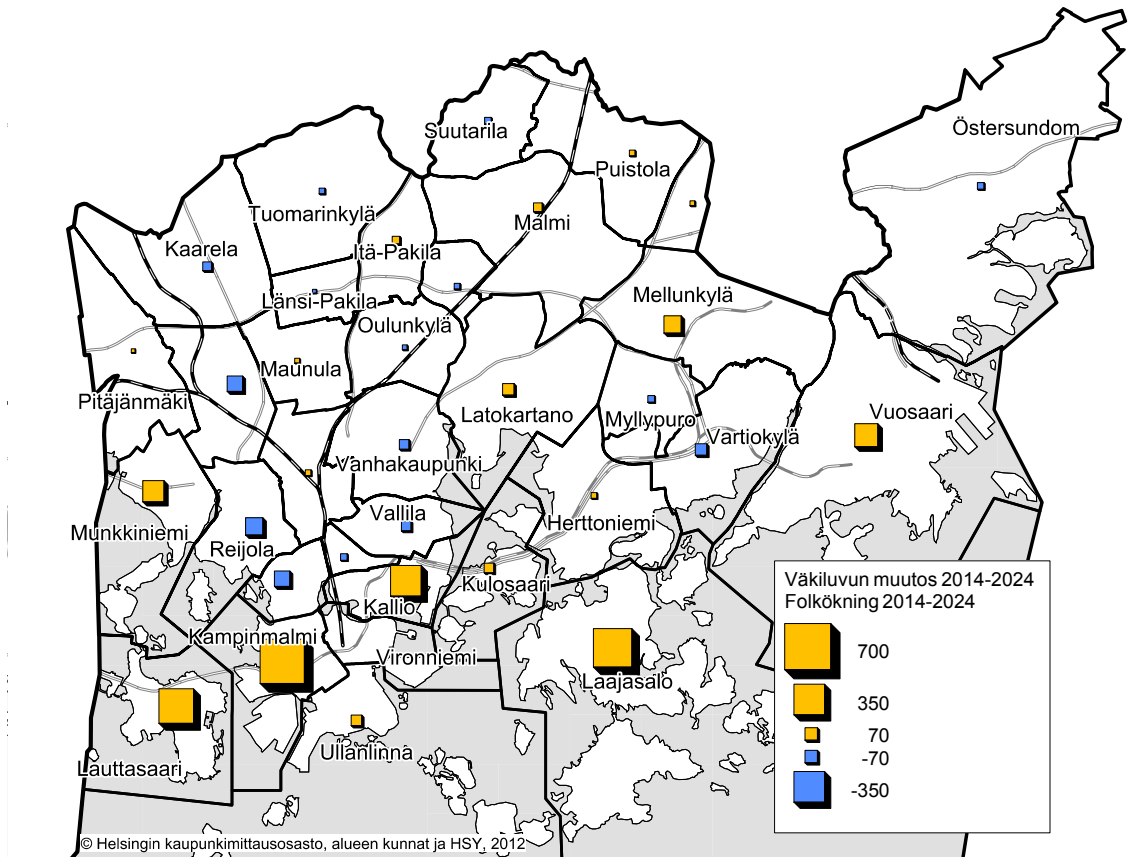 Suutarila
Östersundom
Puistola
Tuomarinkylä
Malmi
Kaarela
Itä-Pakila
Länsi-Pakila
Mellunkylä
Oulunkylä
Maunula
Pitäjänmäki
Latokartano
Myllypuro
Vuosaari
Vartiokylä
Vanhakaupunki
Vallila
Herttoniemi
Munkkiniemi
Reijola
Kulosaari
Kallio
Kampinmalmi
Vironniemi
Laajasalo
Ullanlinna
Lauttasaari
Väkiluvun muutos 2014-2024
Folkökning 2014-2024
700
350
70
-70
-350
© Helsingin kaupunkimittausosasto, alueen kunnat ja HSY, 2012